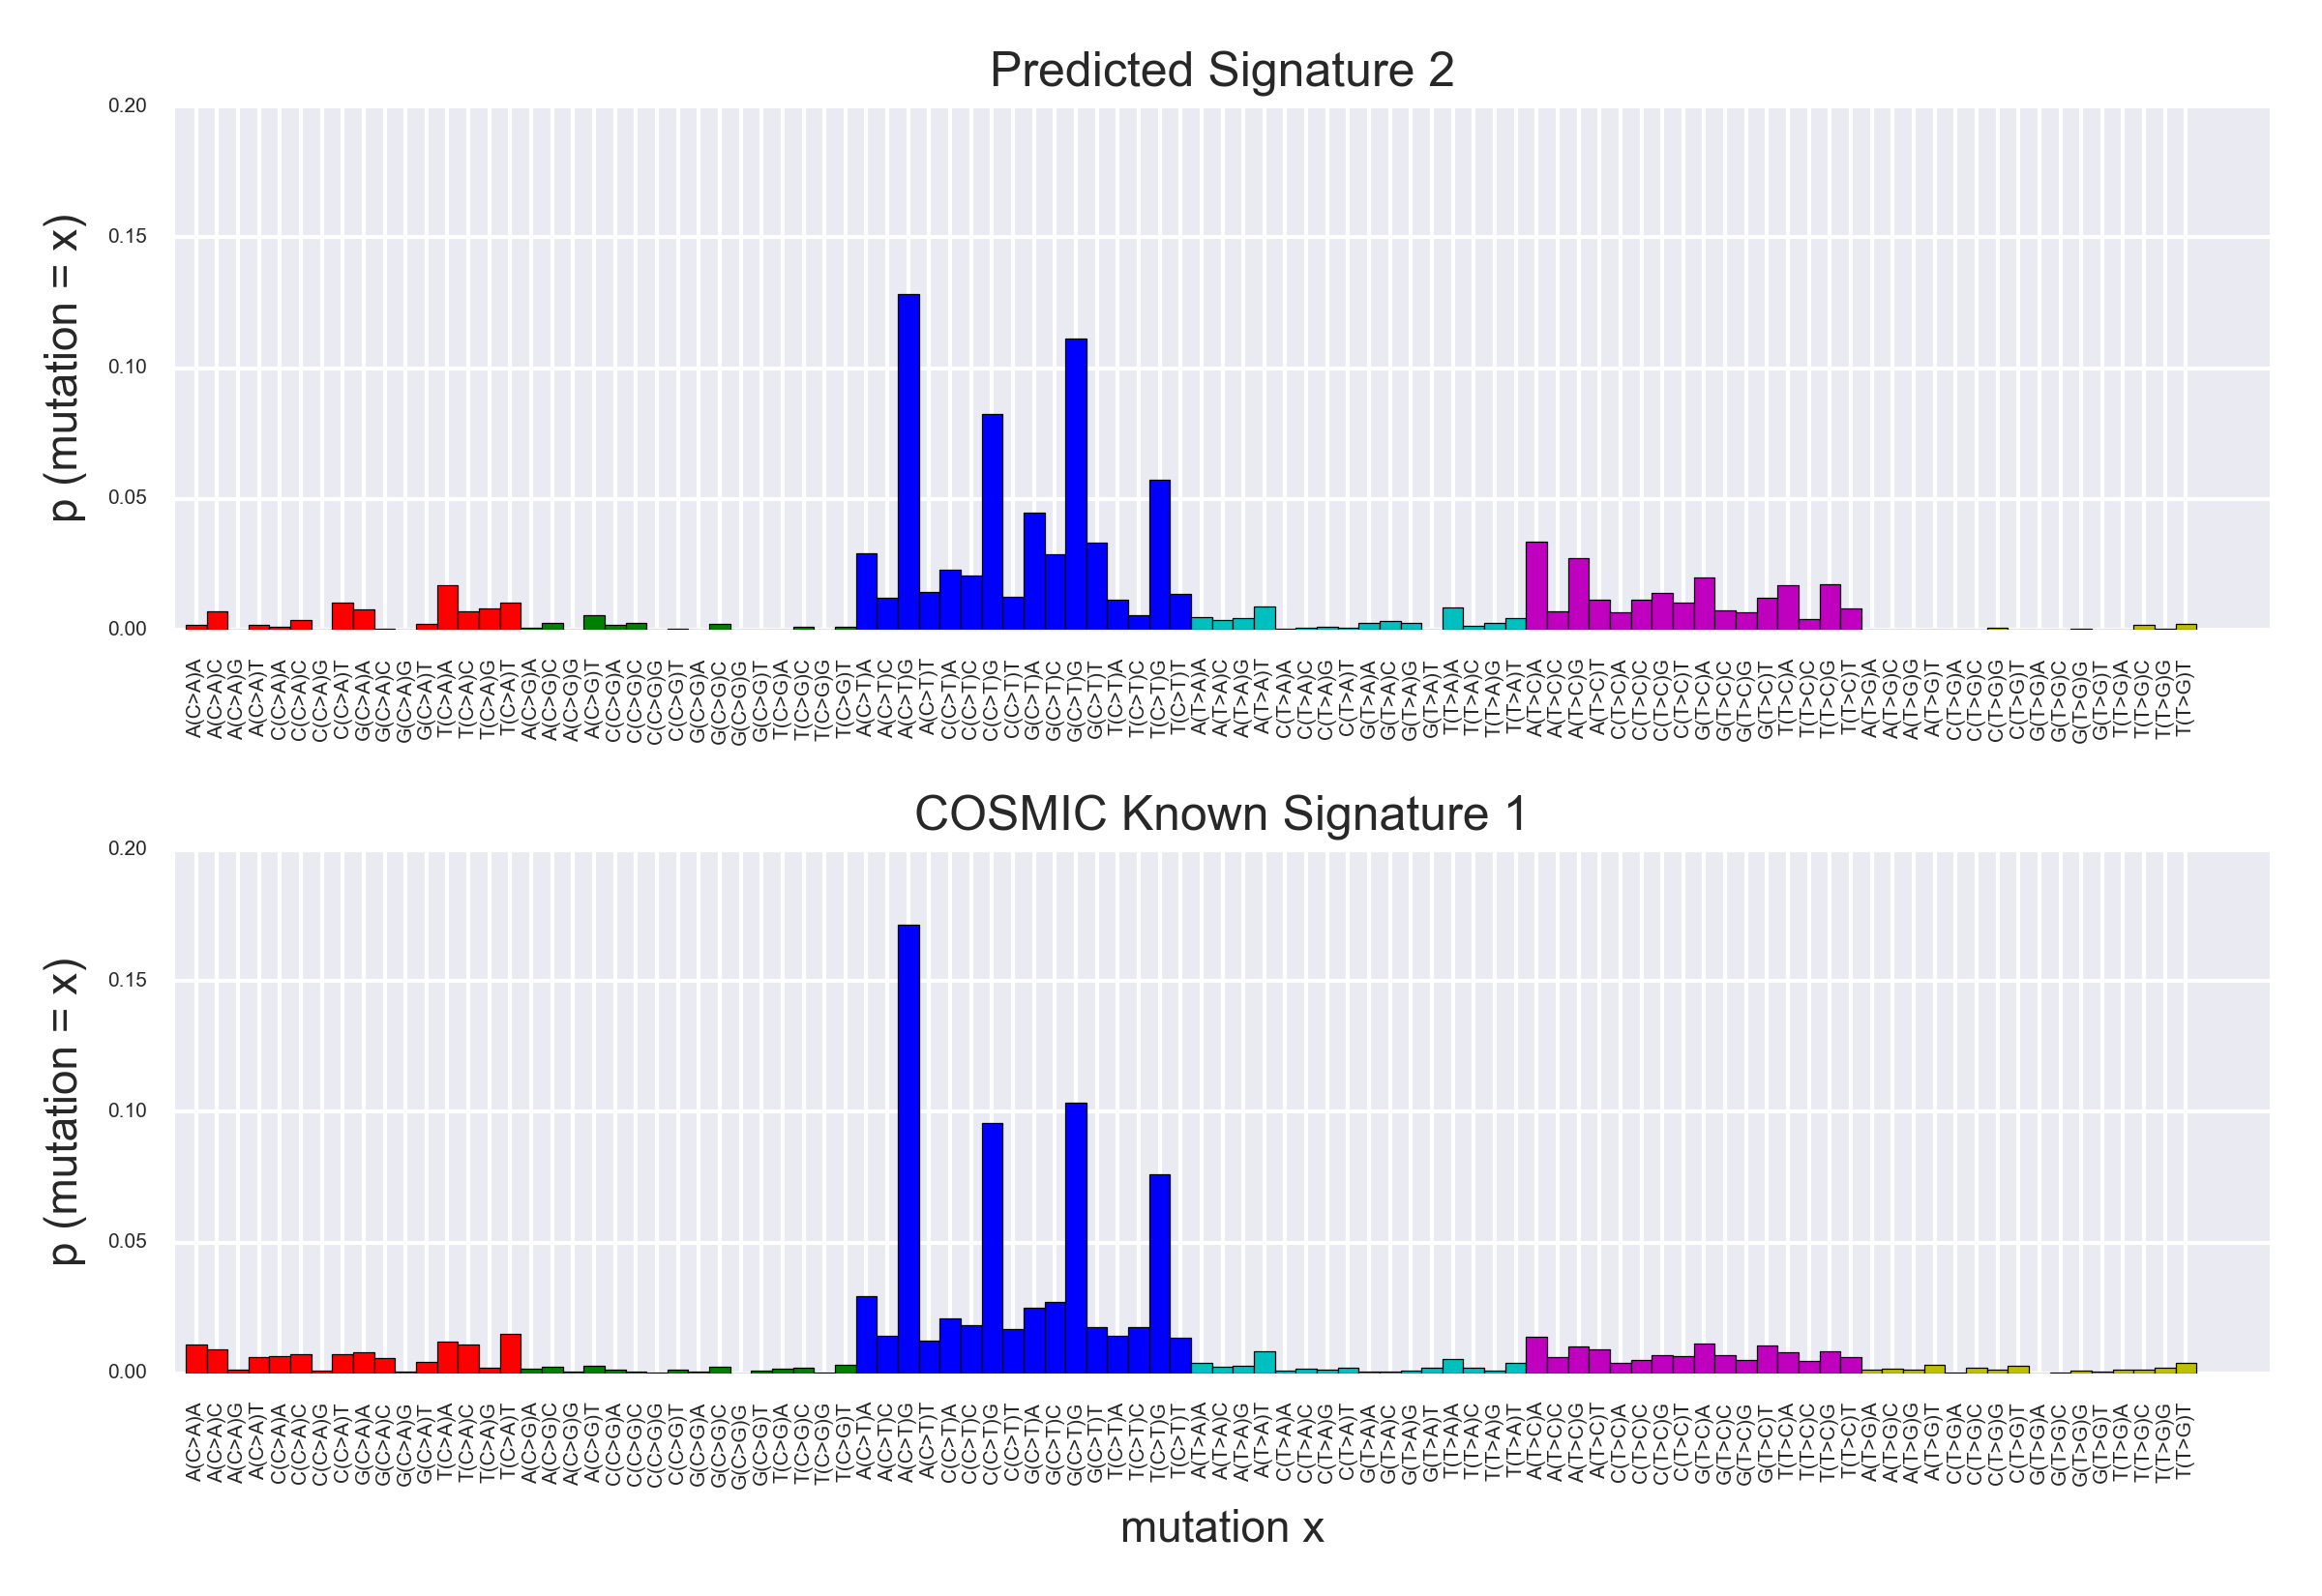 Predicted Signature 2
0.20
0.15
0.10
0.05
0.00
p (mutation = x)
A(C>A)A A(C>A)C A(C>A)G A(C>A)T C(C>A)A C(C>A)C C(C>A)G C(C>A)T G(C>A)A G(C>A)C G(C>A)G G(C>A)T T(C>A)A T(C>A)C T(C>A)G T(C>A)T A(C>G)A A(C>G)C A(C>G)G A(C>G)T C(C>G)A C(C>G)C C(C>G)G C(C>G)T G(C>G)A G(C>G)C G(C>G)G G(C>G)T T(C>G)A T(C>G)C T(C>G)G T(C>G)T A(C>T)A A(C>T)C A(C>T)G A(C>T)T C(C>T)A C(C>T)C C(C>T)G C(C>T)T G(C>T)A G(C>T)C G(C>T)G G(C>T)T T(C>T)A T(C>T)C T(C>T)G T(C>T)T A(T>A)A A(T>A)C A(T>A)G A(T>A)T C(T>A)A C(T>A)C C(T>A)G C(T>A)T G(T>A)A G(T>A)C G(T>A)G G(T>A)T T(T>A)A T(T>A)C T(T>A)G T(T>A)T A(T>C)A A(T>C)C A(T>C)G A(T>C)T C(T>C)A C(T>C)C C(T>C)G C(T>C)T G(T>C)A G(T>C)C G(T>C)G G(T>C)T T(T>C)A T(T>C)C T(T>C)G T(T>C)T A(T>G)A A(T>G)C A(T>G)G A(T>G)T C(T>G)A C(T>G)C C(T>G)G C(T>G)T G(T>G)A G(T>G)C G(T>G)G G(T>G)T T(T>G)A T(T>G)C T(T>G)G T(T>G)T
COSMIC Known Signature 1
0.20
0.15
0.10
0.05
0.00
p (mutation = x)
A(C>A)A A(C>A)C A(C>A)G A(C>A)T C(C>A)A C(C>A)C C(C>A)G C(C>A)T G(C>A)A G(C>A)C G(C>A)G G(C>A)T T(C>A)A T(C>A)C T(C>A)G T(C>A)T A(C>G)A A(C>G)C A(C>G)G A(C>G)T C(C>G)A C(C>G)C C(C>G)G C(C>G)T G(C>G)A G(C>G)C G(C>G)G G(C>G)T T(C>G)A T(C>G)C T(C>G)G T(C>G)T A(C>T)A A(C>T)C A(C>T)G A(C>T)T C(C>T)A C(C>T)C C(C>T)G C(C>T)T G(C>T)A G(C>T)C G(C>T)G G(C>T)T T(C>T)A T(C>T)C T(C>T)G T(C>T)T A(T>A)A A(T>A)C A(T>A)G A(T>A)T C(T>A)A C(T>A)C C(T>A)G C(T>A)T G(T>A)A G(T>A)C G(T>A)G G(T>A)T T(T>A)A T(T>A)C T(T>A)G T(T>A)T A(T>C)A A(T>C)C A(T>C)G A(T>C)T C(T>C)A C(T>C)C C(T>C)G C(T>C)T G(T>C)A G(T>C)C G(T>C)G G(T>C)T T(T>C)A T(T>C)C T(T>C)G T(T>C)T A(T>G)A A(T>G)C A(T>G)G A(T>G)T C(T>G)A C(T>G)C C(T>G)G C(T>G)T G(T>G)A G(T>G)C G(T>G)G G(T>G)T T(T>G)A T(T>G)C T(T>G)G T(T>G)T
mutation x